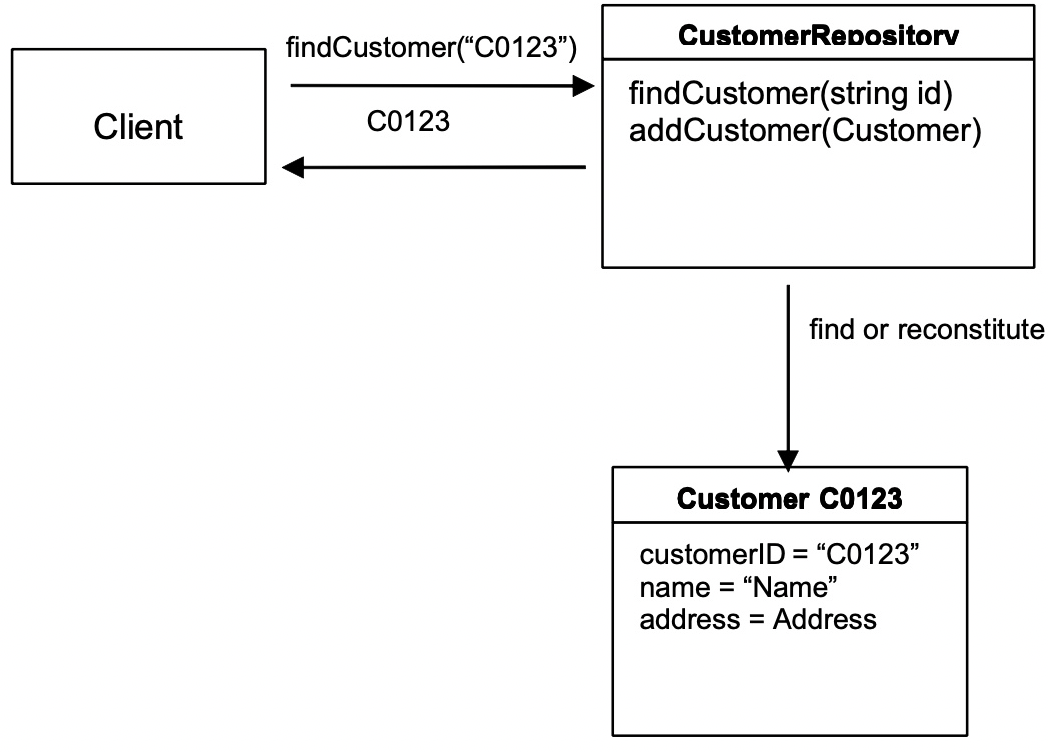 findCustomer(“C0123”)
Client
C0123
CustomerRepository
findCustomer(string id)
addCustomer(Customer)
find or reconstitute
Customer C0123
customerID = “C0123”
name = “Name”
address = Address